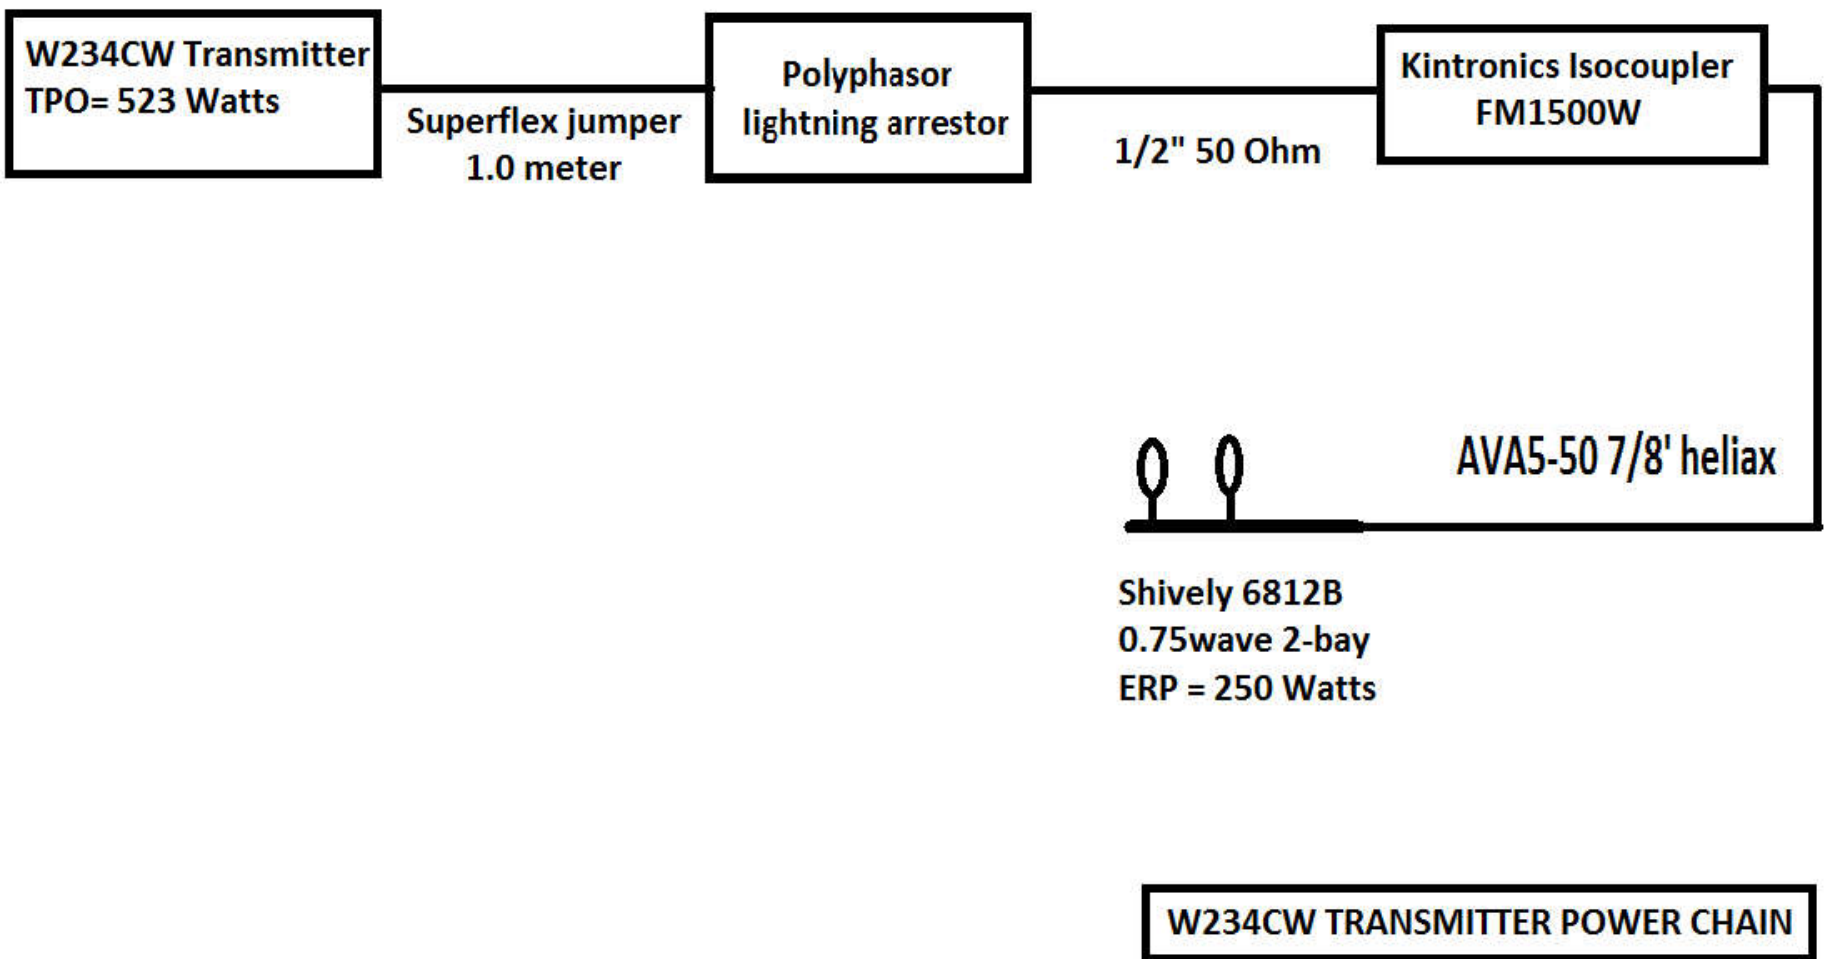 W234CW Transmitter
TPO= 523 Watts
Superflex jumper
1.0 meter
Polyphasor
lightning arrestor
1/2" 50 Ohm
Kintronics Isocoupler
FM1500W
AVA5-50 7/8' heliax
Shively 6812B
0.75wave 2-bay
ERP = 250 Watts
W234CW TRANSMITTER POWER CHAIN